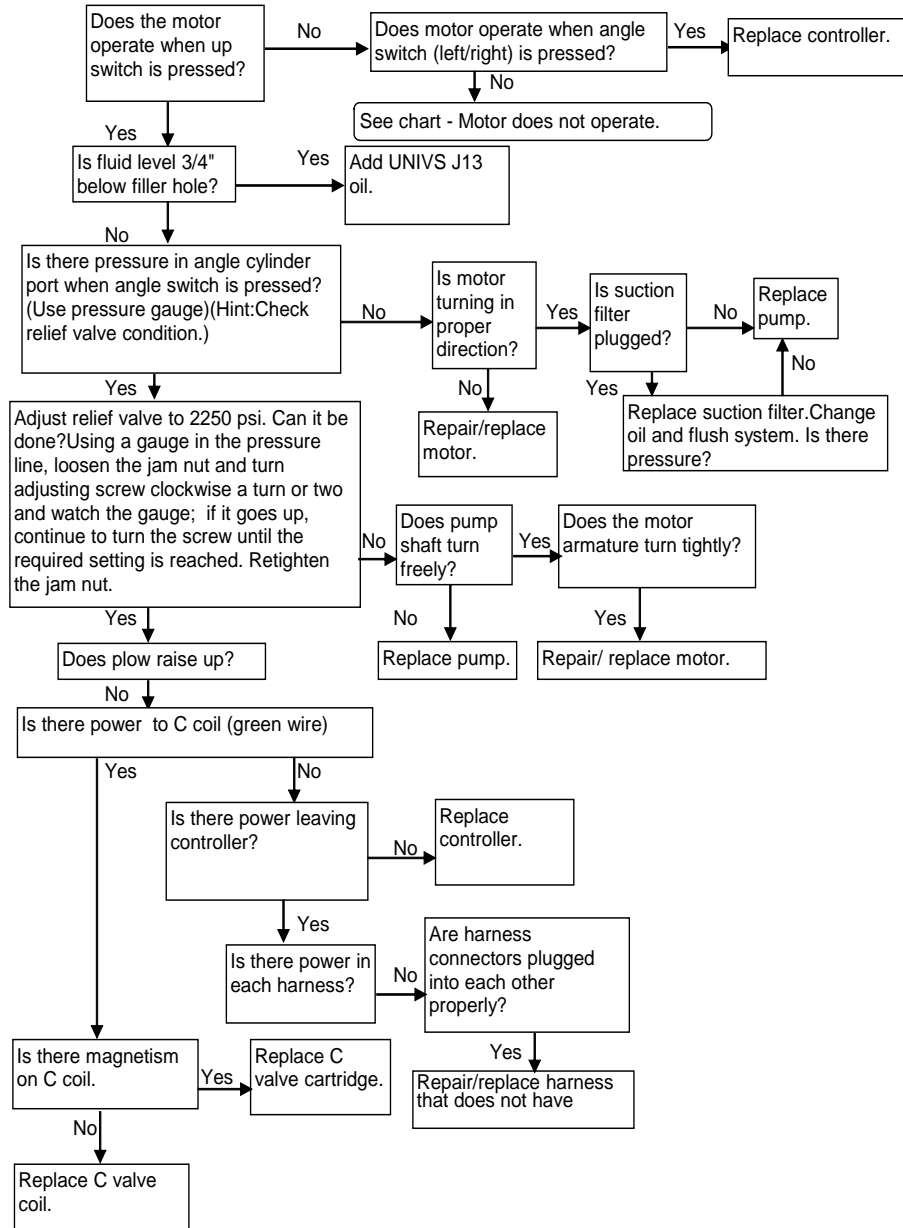 Does the motor
operate when up
switch is pressed?
No
Does motor operate when angle
switch (left/right) is pressed?
Yes
Replace controller.
No
See chart - Motor does not operate.
Yes
Is fluid level 3/4"
below filler hole?
Yes
Add UNIVS J13
oil.
No
Is there pressure in angle cylinder
port when angle switch is pressed?
(Use pressure gauge)(Hint:Check
relief valve condition.)
No
Is motor
turning in
proper
direction?
Yes
Is suction
filter
plugged?
No
Replace
pump.
No
Yes
No
Repair/replace
motor.
Replace suction filter.Change
oil and flush system. Is there
pressure?
Yes
Adjust relief valve to 2250 psi. Can it be
done?Using a gauge in the pressure
line, loosen the jam nut and turn
adjusting screw clockwise a turn or two
and watch the gauge; if it goes up,
continue to turn the screw until the
required setting is reached. Retighten
the jam nut.
No
Does pump
shaft turn
freely?
Yes
Does the motor
armature turn tightly?
No
Yes
Replace pump.
Repair/ replace motor.
Yes
Does plow raise up?
No
Is there power to C coil (green wire)
Yes
No
Is there power leaving
controller?
No
Replace
controller.
Yes
Is there power in
each harness?
No
Are harness
connectors plugged
into each other
properly?
Yes
Repair/replace harness
that does not have
Is there magnetism
on C coil.
Yes
Replace C
valve cartridge.
No
Replace C valve
coil.